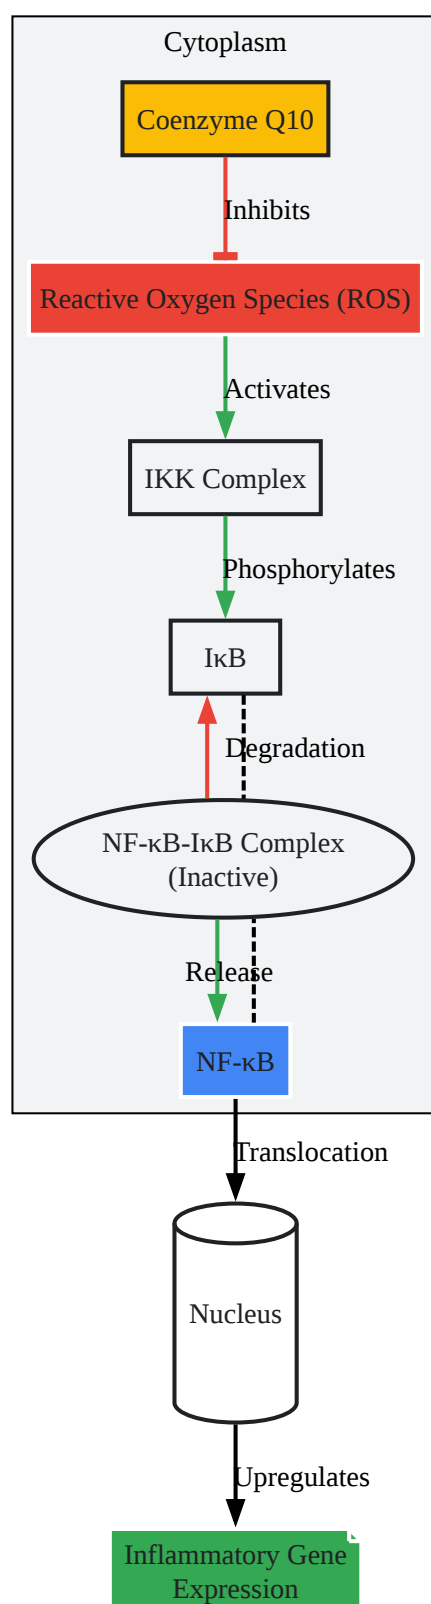 Cytoplasm
Coenzyme Q10
Inhibits
Reactive Oxygen Species (ROS)
Activates
IKK Complex
Phosphorylates
IκB
Degradation
NF-κB-IκB Complex
(Inactive)
Release
NF-κB
Translocation
Nucleus
Upregulates
Inflammatory Gene
Expression